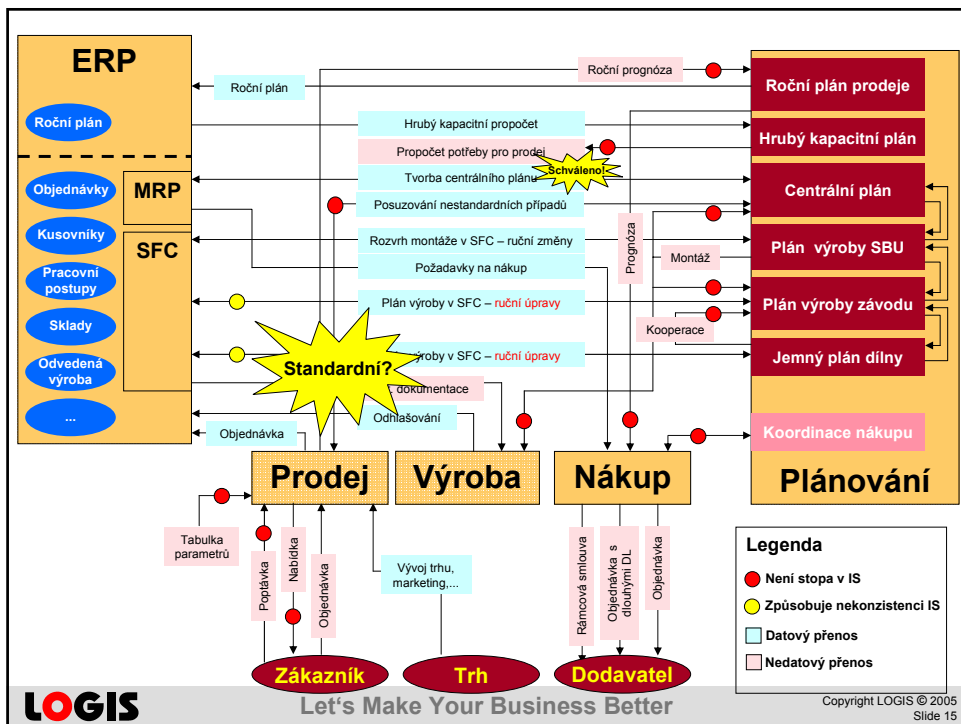 ERP
Roční plán
Objednávky
Kusovníky
Pracovní
postupy
Sklady
Odvedená
výroba
...
MRP
SFC
Roční prognóza
Roční plán
Hrubý kapacitní propočet
Propočet potřeby pro prodej
Schváleno!
Tvorba centrálního plánu
Posuzování nestandardních případů
Rozvrh montáže v SFC – ruční změny
Požadavky na nákup
Plán výroby v SFC – ruční úpravy
výroby v SFC – ruční úpravy
Standardní?
dokumentace
Odhlašování
Objednávka
Prognóza
Montáž
Kooperace
Roční plán prodeje
Hrubý kapacitní plán
Centrální plán
Plán výroby SBU
Plán výroby závodu
Jemný plán dílny
Koordinace nákupu
Plánování
Prodej
Výroba
Nákup
Tabulka
parametrů
Poptávka
Nabídka
Objednávka
Vývoj trhu,
marketing,...
Rámcová smlouva
Objednávka s
dlouhými DL
Objednávka
Zákazník
Trh
Dodavatel
Legenda
Není stopa v IS
Způsobuje nekonzistenci IS
Datový přenos
Nedatový přenos
LOGIS
Let's Make Your Business Better
Copyright LOGIS © 2005
Slide 15